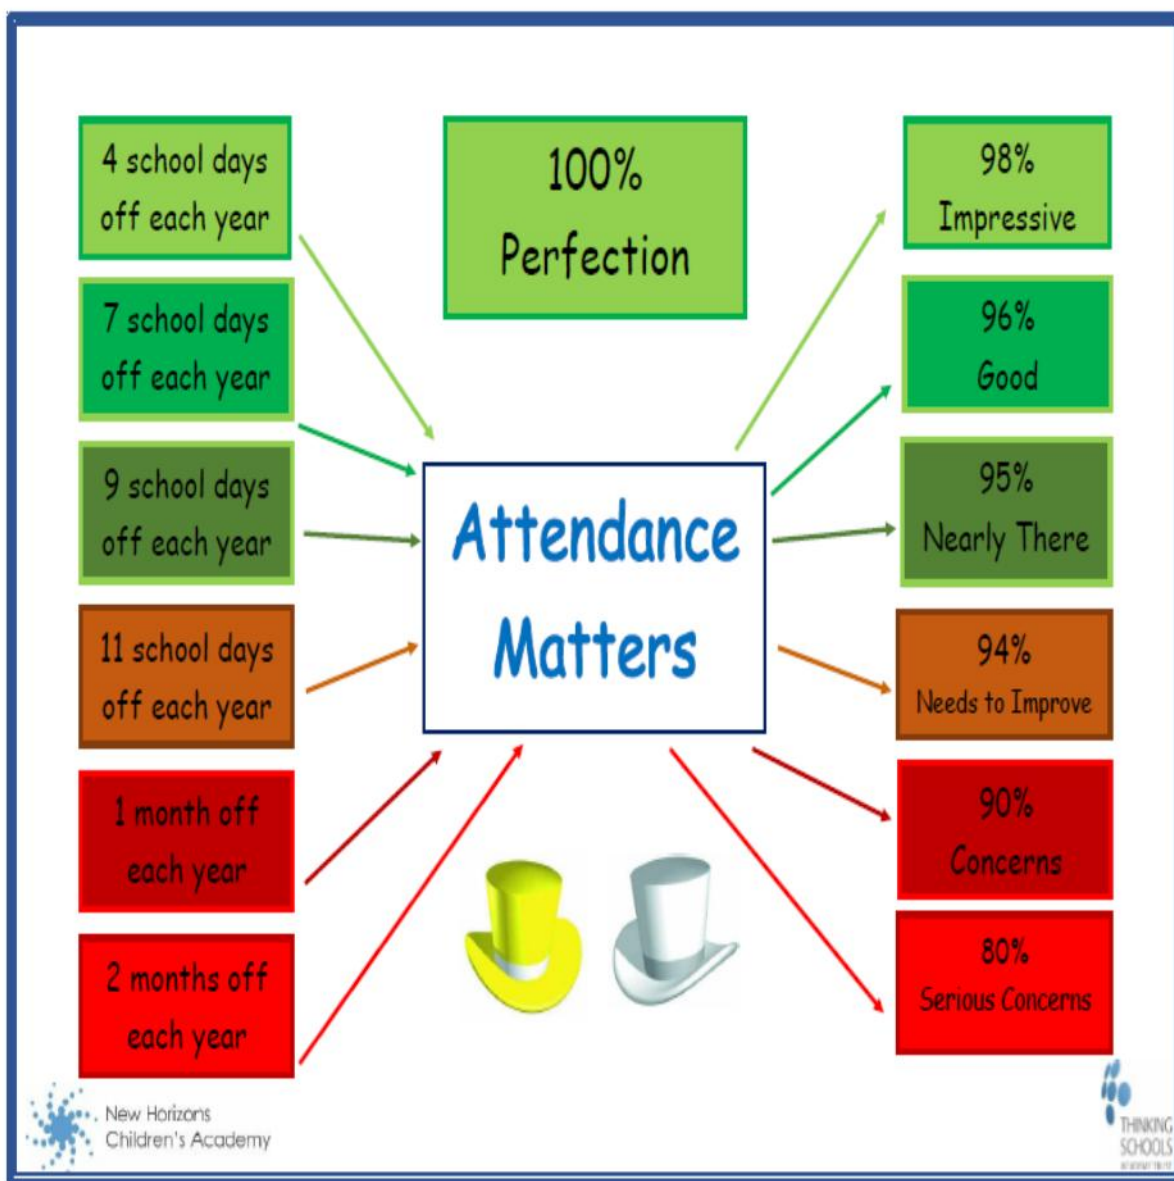 4 school days
off each year
7 school days
off each year
9 school days
off each year
11 school days
off each year
1 month off
each year
2 months off
each year
100%
Perfection
Attendance
Matters
98%
Impressive
96%
Good
95%
Nearly There
94%
Needs to Improve
90%
Concerns
80%
Serious Concerns
New Horizons
Children's Academy
THINKING
SCHOOLS
ACADEMY TRUST